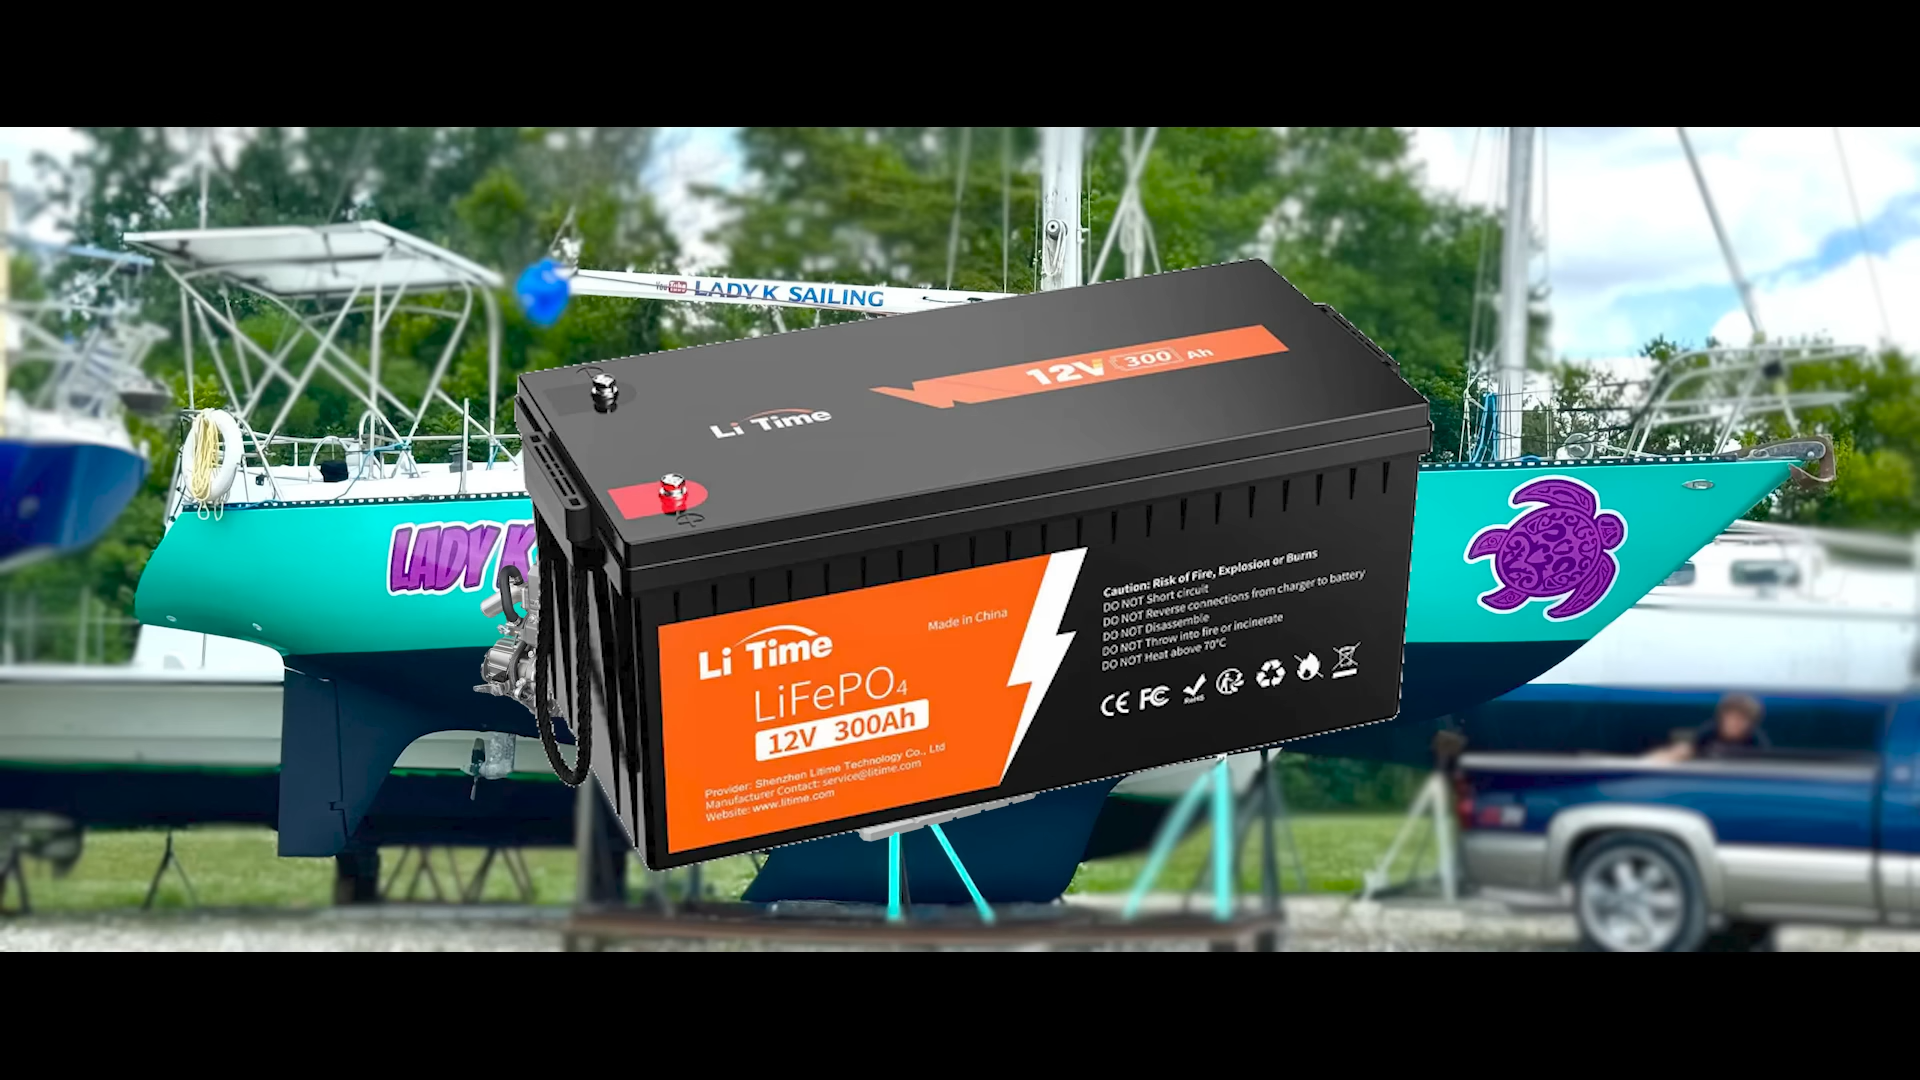 YouTube LADY K SAILING
12V 300 Ah
Li Time
LADY K
Caution: Risk of Fire, Explosion or Burns
DO NOT Short circuit
DO NOT Reverse connections from charger to battery
DO NOT Disassemble
DO NOT Throw into fire or incinerate
DO NOT Heat above 70°C
CE FC RoHS
Made in China
Li Time
LiFePO4
12V 300Ah
Provider: Shenzhen Litime Technology Co., Ltd
Manufacturer Contact: service@litime.com
Website: www.litime.com